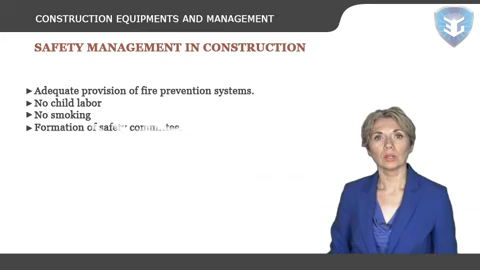 CONSTRUCTION EQUIPMENTS AND MANAGEMENT
SAFETY MANAGEMENT IN CONSTRUCTION
►Adequate provision of fire prevention systems.
►No child labor
►No smoking
►Formation of safety committee.